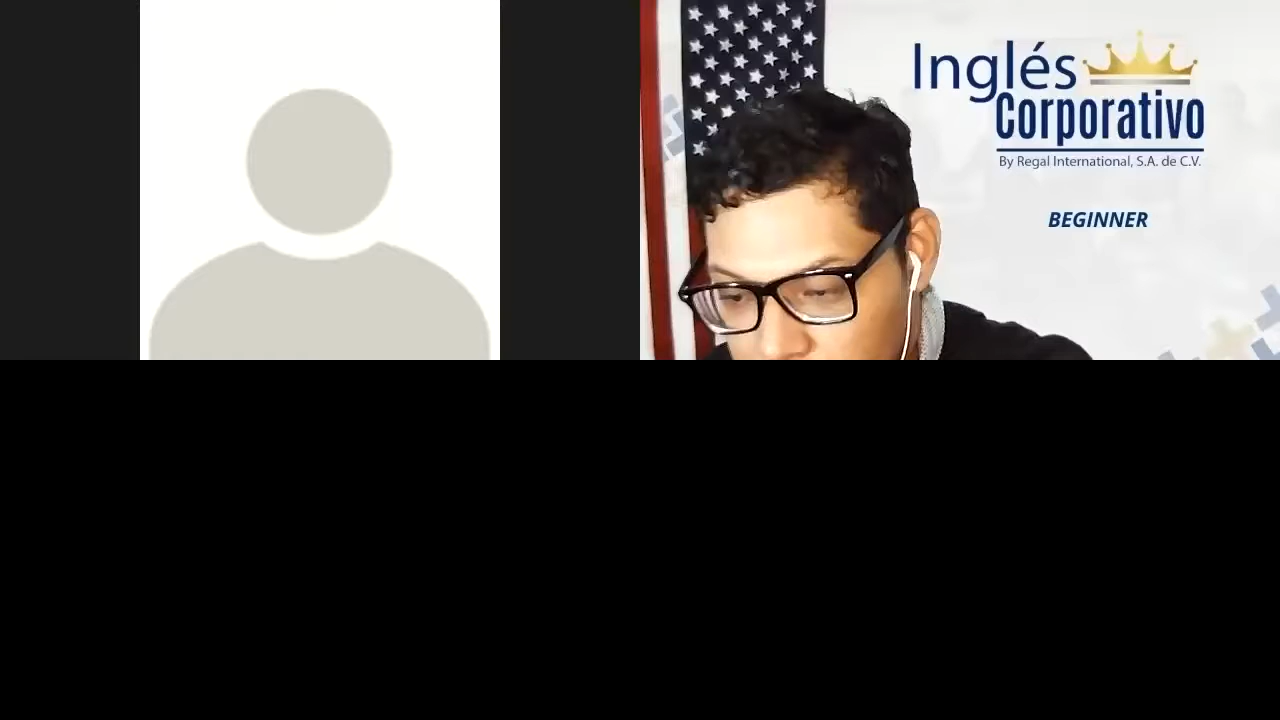 Inglés
Corporativo
By Regal International, S.A. de C.V.
BEGINNER